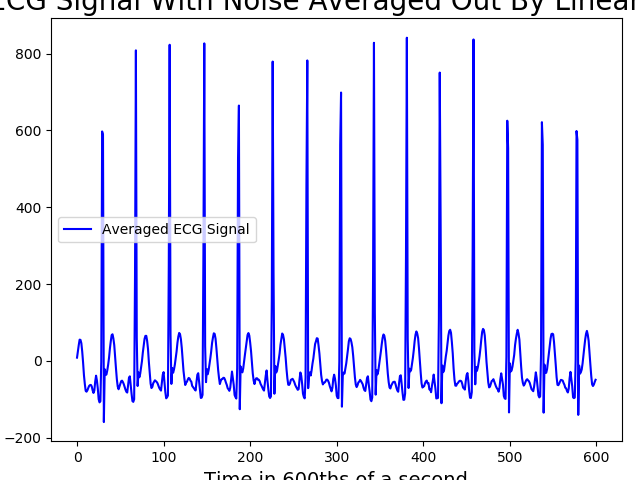 ECG Signal With Noise Averaged Out By Linear
800
600
400
200
0
−200
Averaged ECG Signal
0 100 200 300 400 500 600
Time in 600ths of a second